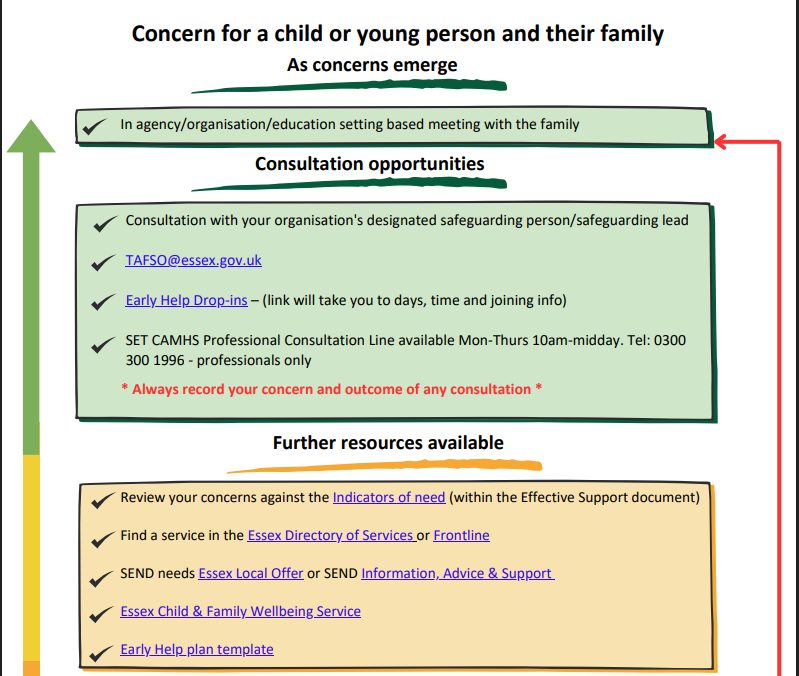 Concern for a child or young person and their family
As concerns emerge
In agency/organisation/education setting based meeting with the family
Consultation opportunities
Consultation with your organisation's designated safeguarding person/safeguarding lead
TAFSO@essex.gov.uk
Early Help Drop-ins – (link will take you to days, time and joining info)
SET CAMHS Professional Consultation Line available Mon-Thurs 10am-midday. Tel: 0300
300 1996 - professionals only
* Always record your concern and outcome of any consultation *
Further resources available
Review your concerns against the Indicators of need (within the Effective Support document)
Find a service in the Essex Directory of Services or Frontline
SEND needs Essex Local Offer or SEND Information, Advice & Support
Essex Child & Family Wellbeing Service
Early Help plan template